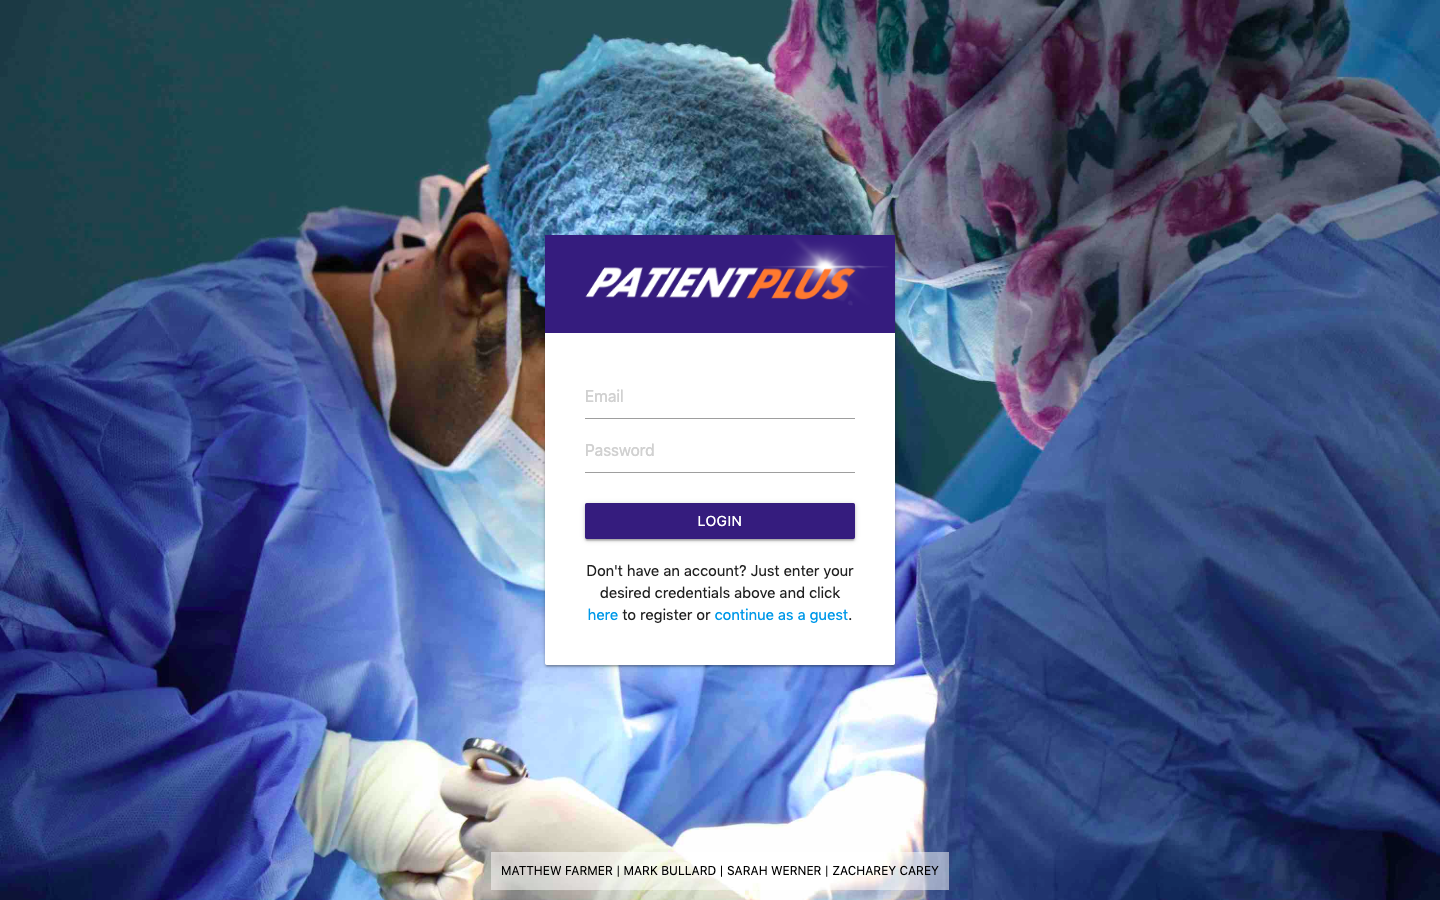 PATIENTPLUS
Email
Password
LOGIN
Don't have an account? Just enter your
desired credentials above and click
here to register or continue as a guest.
MATTHEW FARMER | MARK BULLARD | SARAH WERNER | ZACHAREY CAREY